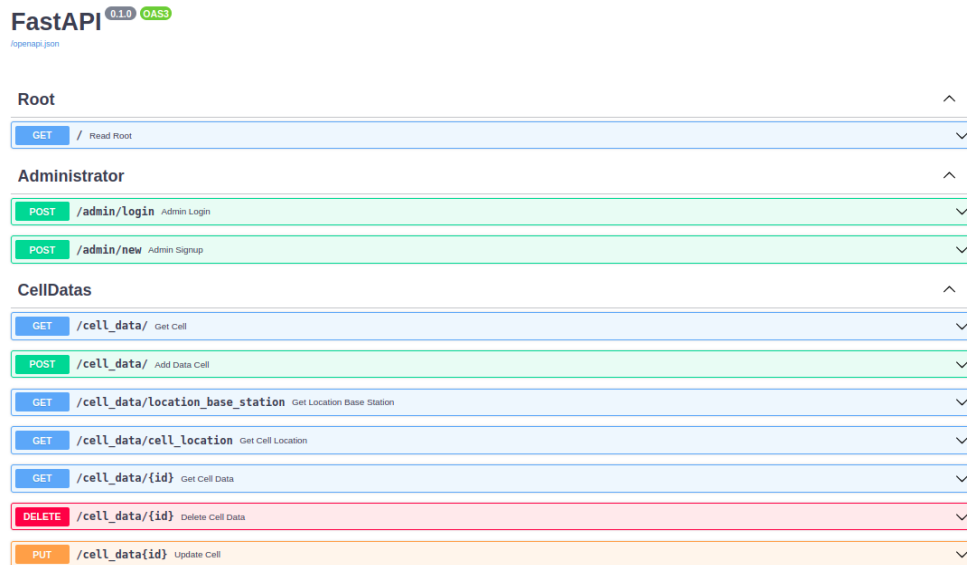 FastAPI 0.1.0 OAS3
/openapi.json
Root
GET / Read Root
Administrator
POST /admin/login Admin Login
POST /admin/new Admin Signup
CellDatas
GET /cell_data/ Get Cell
POST /cell_data/ Add Data Cell
GET /cell_data/location_base_station Get Location Base Station
GET /cell_data/cell_location Get Cell Location
GET /cell_data/{id} Get Cell Data
DELETE /cell_data/{id} Delete Cell Data
PUT /cell_data{id} Update Cell